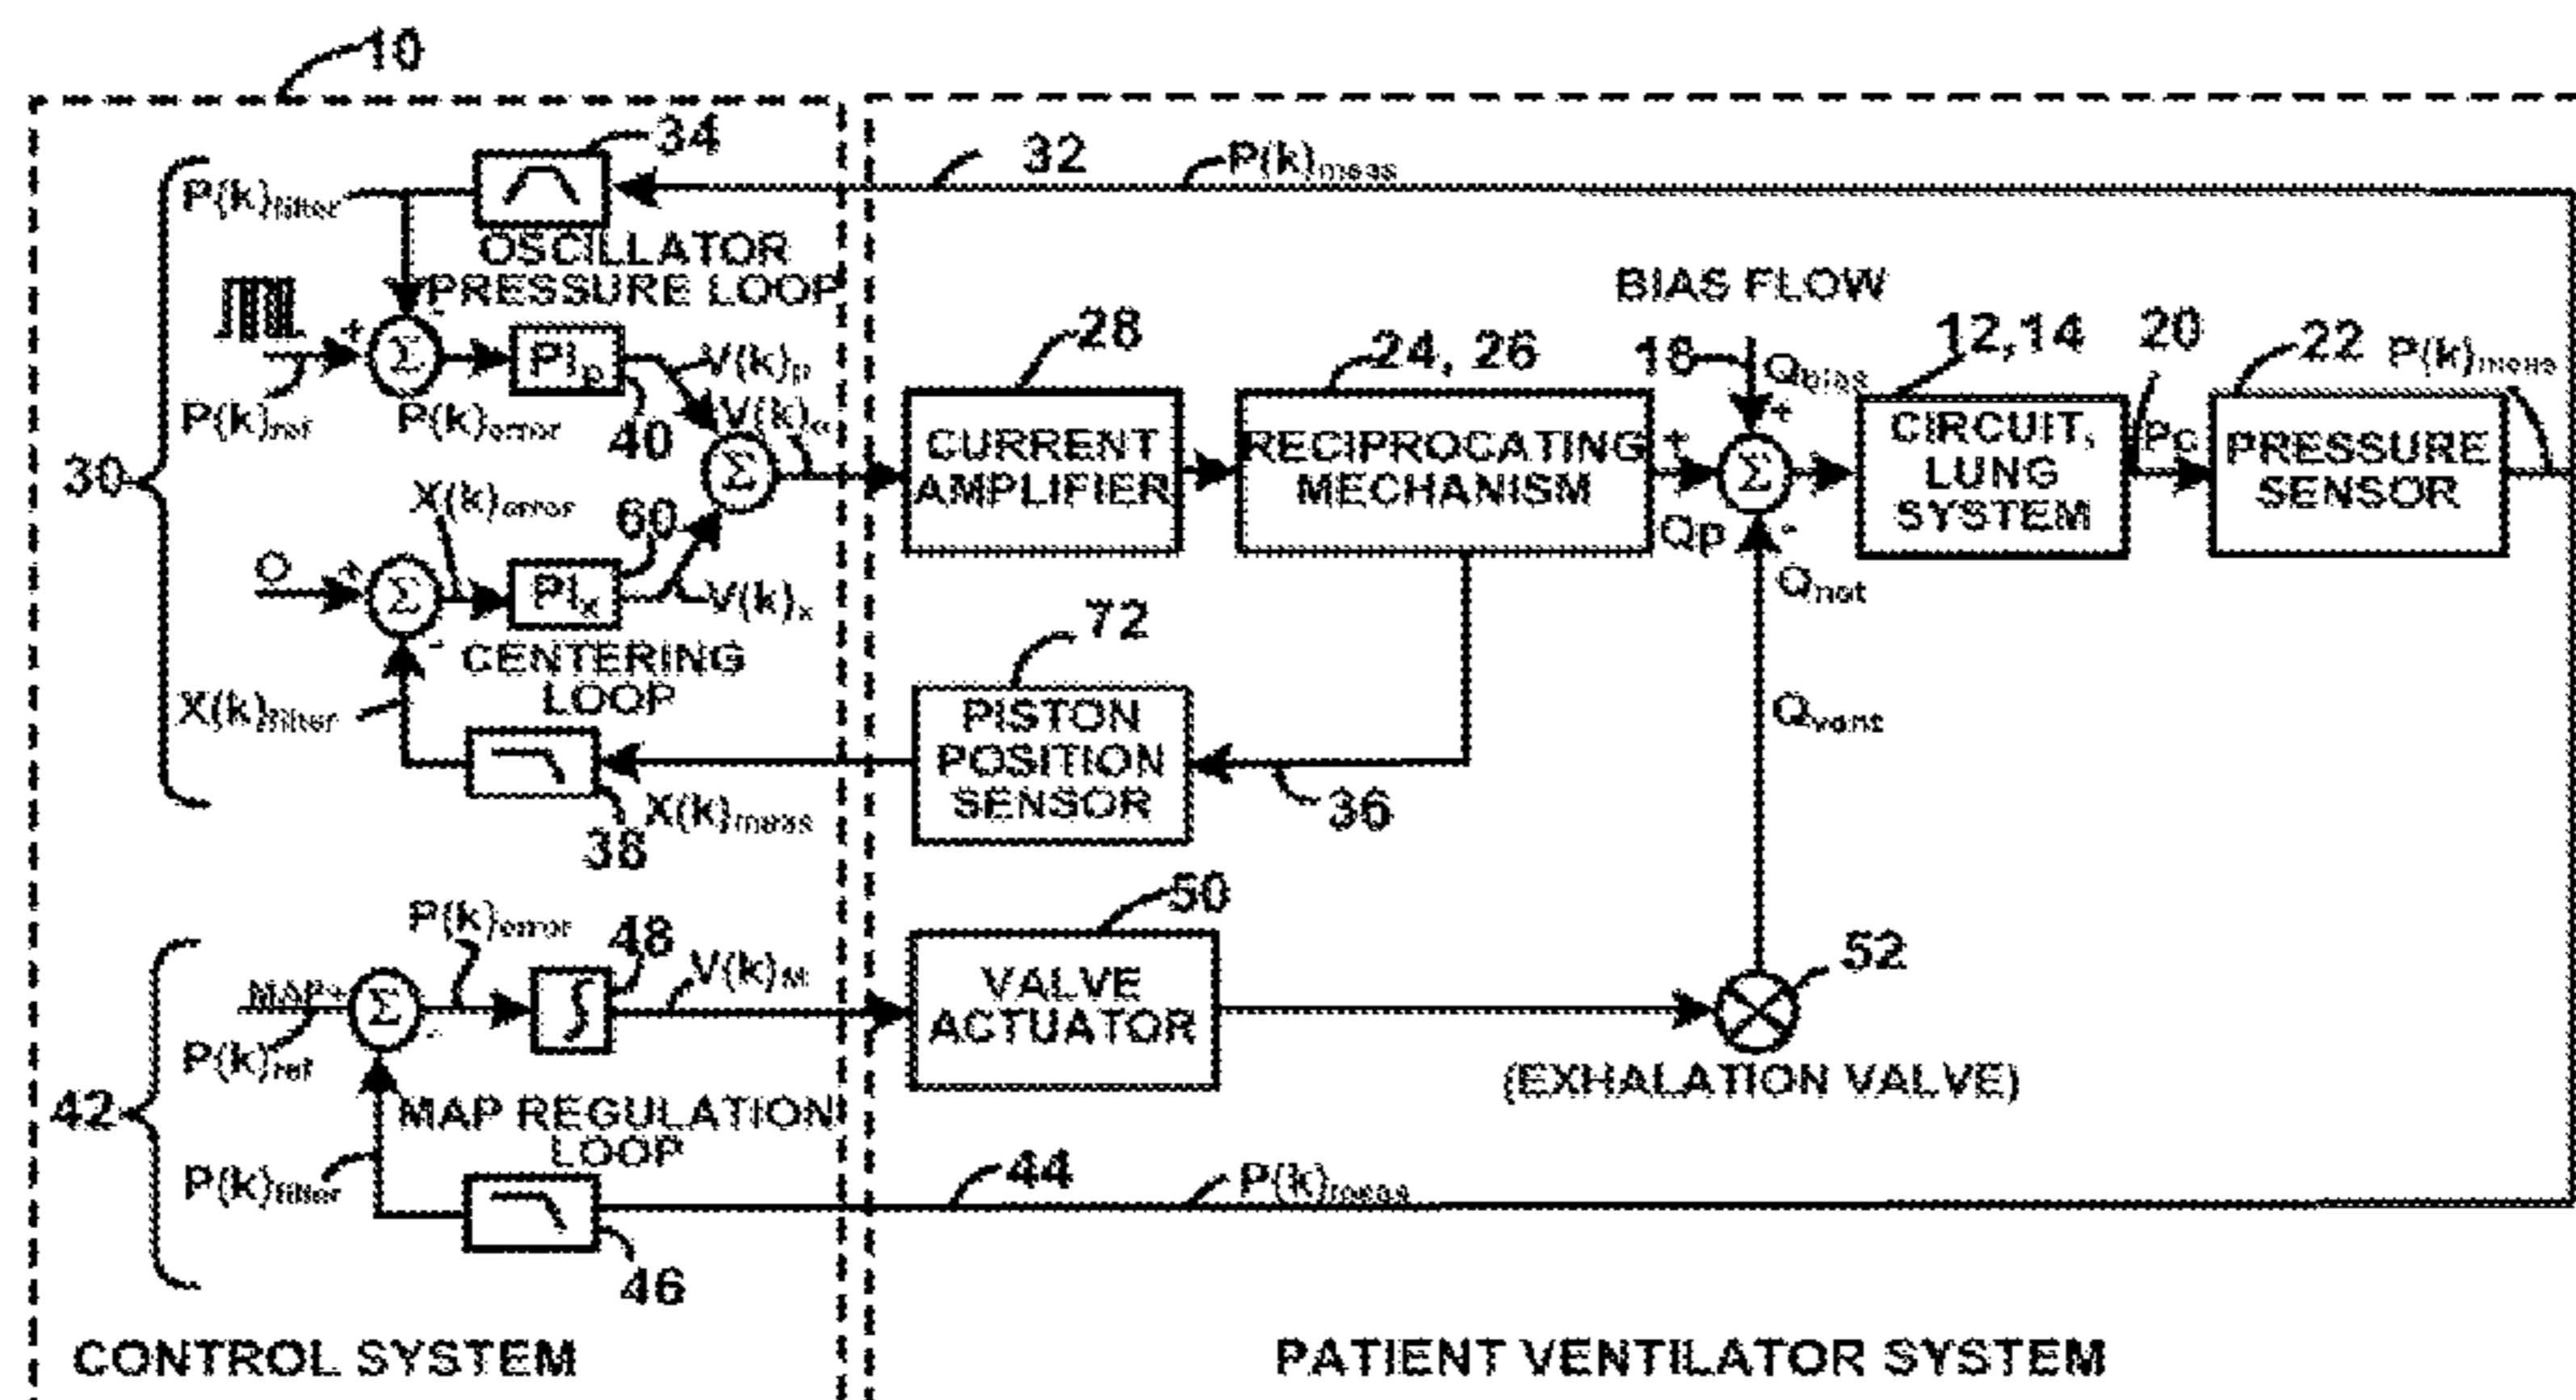 10
34
32
P(k)meas
P(k)filter
OSCILLATOR
PRESSURE LOOP
-
BIAS FLOW
28
24, 26
18
Qbias
12,14
20
22
P(k)meas
+
Σ
PIp
V(k)p
P(k)ref
P(k)error
40
V(k)
30
Σ
CURRENT
AMPLIFIER
RECIPROCATING
MECHANISM
+
+
Σ
-
Qp
Qnet
CIRCUIT,
LUNG
SYSTEM
PC
PRESSURE
SENSOR
X(k)error
60
O
+
Σ
-
PIx
V(k)x
CENTERING
LOOP
X(k)filter
72
PISTON
POSITION
SENSOR
36
Qvent
38
X(k)meas
50
P(k)error
48
V(k)M
MAP+
Σ
-
∫
P(k)ref
VALVE
ACTUATOR
52
(EXHALATION VALVE)
42
MAP REGULATION
LOOP
P(k)filter
44
P(k)meas
46
CONTROL SYSTEM
PATIENT VENTILATOR SYSTEM